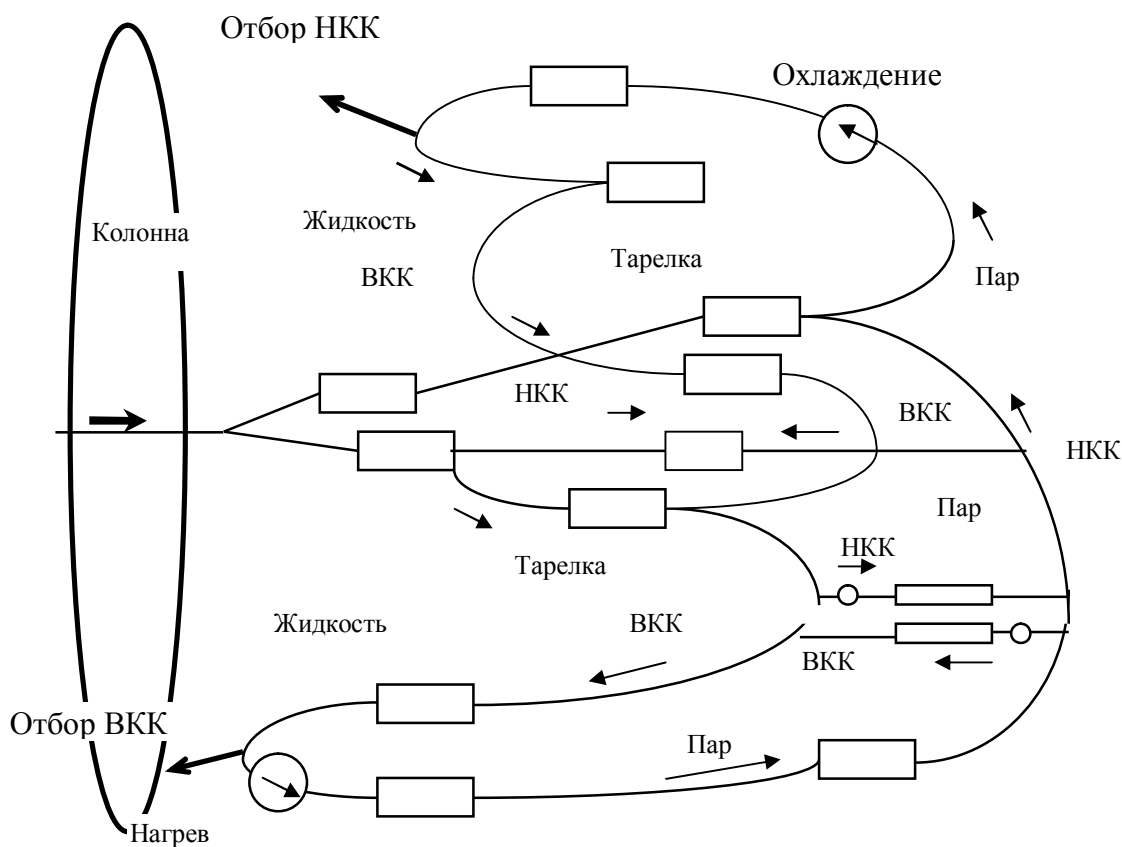 Отбор НКК
Охлаждение
Колонна
Жидкость
Тарелка
ВКК
Пар
НКК
ВКК
НКК
Пар
НКК
Тарелка
Жидкость
ВКК
ВКК
Отбор ВКК
Пар
Нагрев